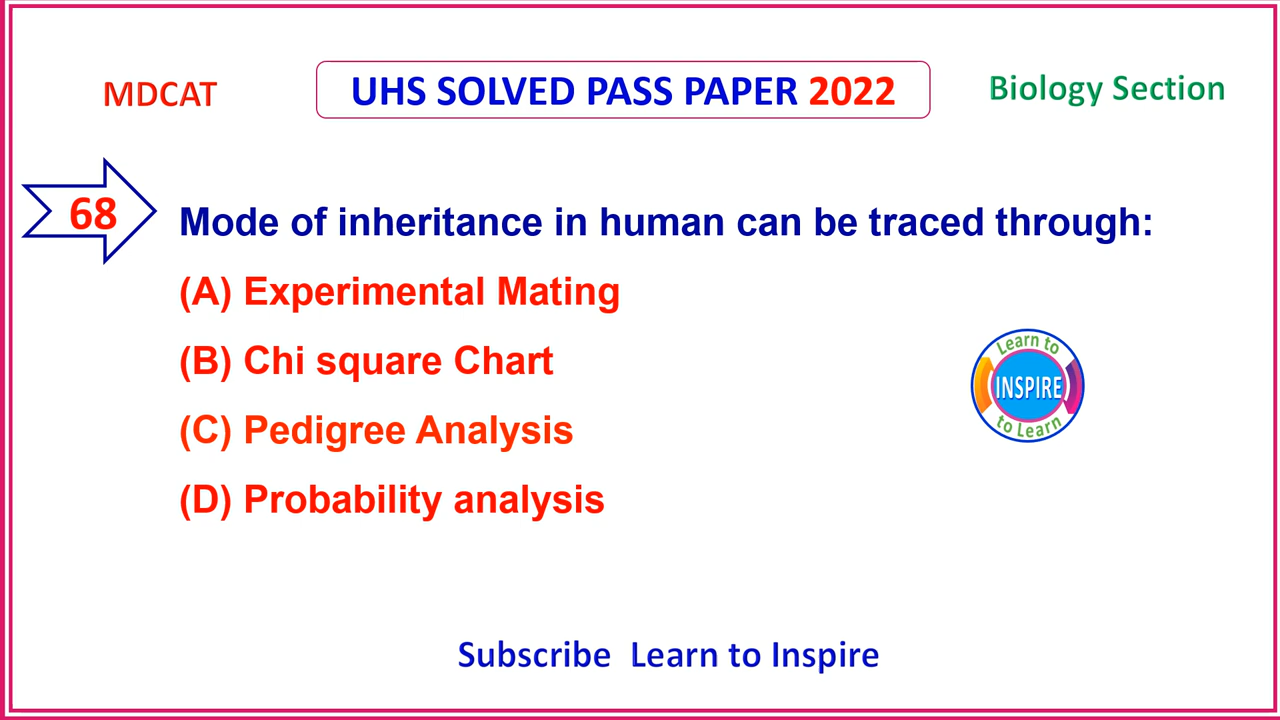 MDCAT
UHS SOLVED PASS PAPER 2022
Biology Section
68
Mode of inheritance in human can be traced through:
(A) Experimental Mating
(B) Chi square Chart
(C) Pedigree Analysis
(D) Probability analysis
Learn to
INSPIRE
to Learn
Subscribe Learn to Inspire